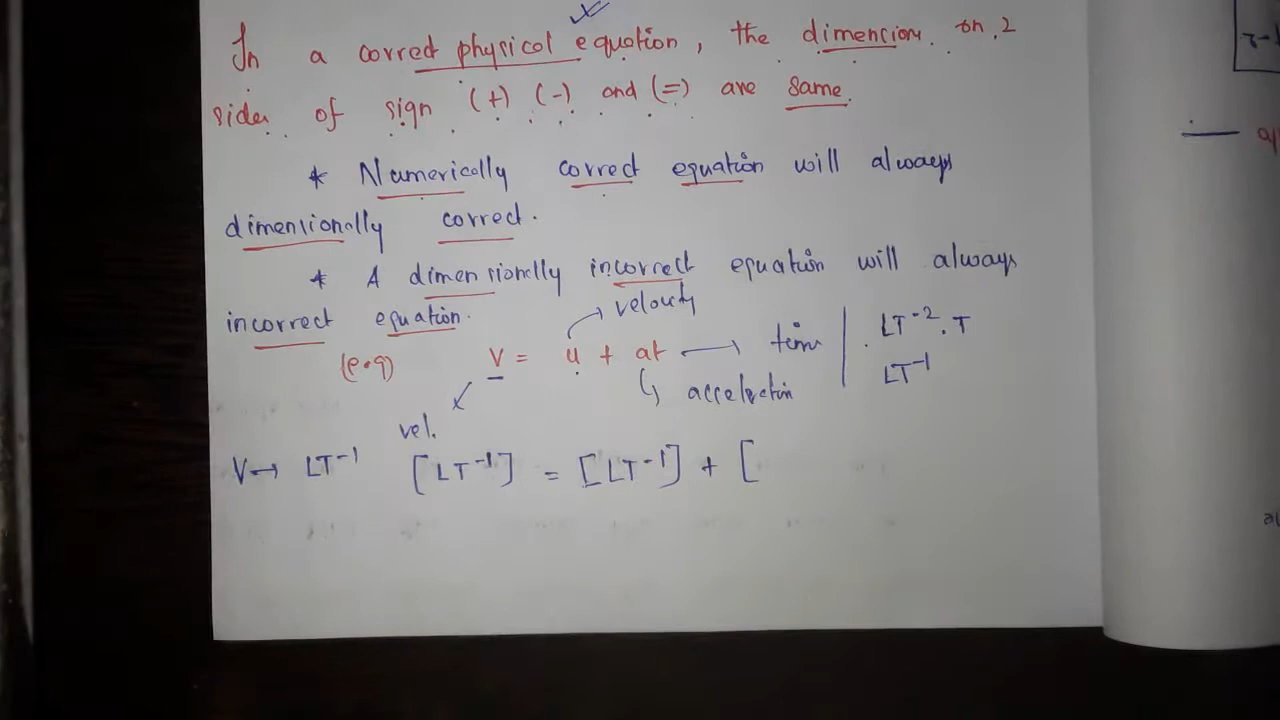 In a correct physical equation, the dimension on 2
sides of sign (+) (-) and (=) are same.
* Numerically correct equation will always
dimensionally correct.
* A dimensionally incorrect equation will always
incorrect equation.
velocity
(e.g) V = u + at → time | LT⁻².T
acceleration LT⁻¹
vel.
V→ LT⁻¹ [LT⁻¹] = [LT⁻¹] + [